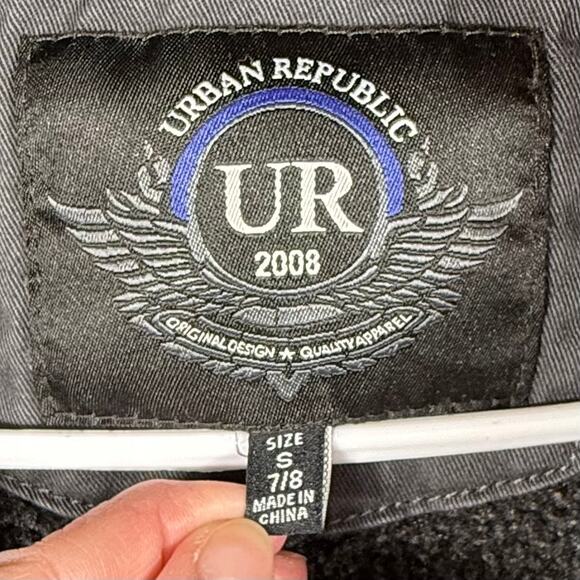 URBAN REPUBLIC
UR
2008
ORIGINAL DESIGN ★ QUALITY APPAREL
SIZE
S
7/8
MADE IN
CHINA